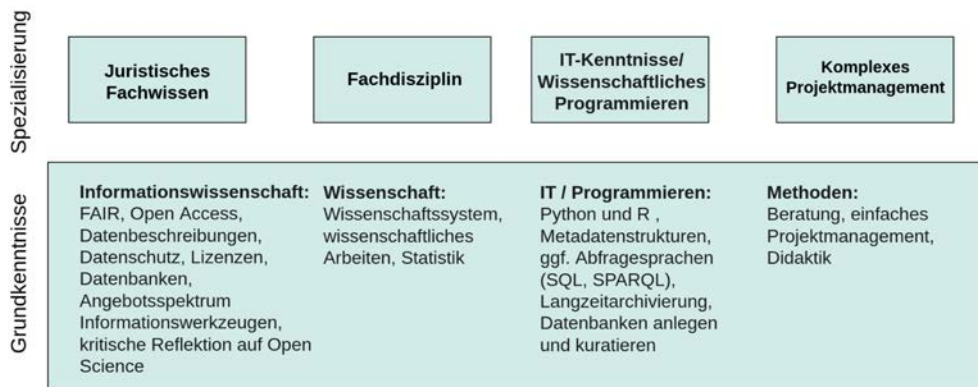 Spezialisierung
Juristisches
Fachwissen
Fachdisziplin
IT-Kenntnisse/
Wissenschaftliches
Programmieren
Komplexes
Projektmanagement
Grundkenntnisse
Informationswissenschaft:
FAIR, Open Access,
Datenbeschreibungen,
Datenschutz, Lizenzen,
Datenbanken,
Angebotsspektrum
Informationswerkzeugen,
kritische Reflektion auf Open
Science
Wissenschaft:
Wissenschaftssystem,
wissenschaftliches
Arbeiten, Statistik
IT / Programmieren:
Python und R ,
Metadatenstrukturen,
ggf. Abfragesprachen
(SQL, SPARQL),
Langzeitarchivierung,
Datenbanken anlegen
und kuratieren
Methoden:
Beratung, einfaches
Projektmanagement,
Didaktik